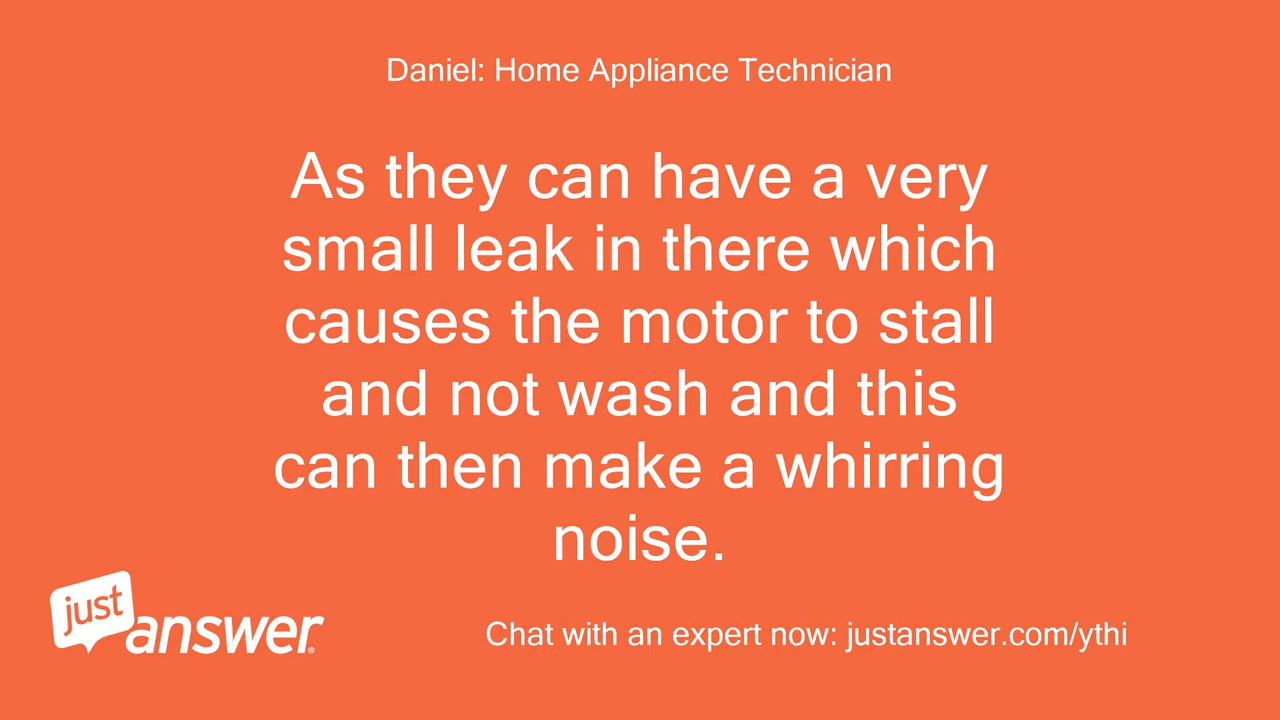 Daniel: Home Appliance Technician
As they can have a very
small leak in there which
causes the motor to stall
and not wash and this
can then make a whirring
noise.
just
answer®
Chat with an expert now: justanswer.com/ythi